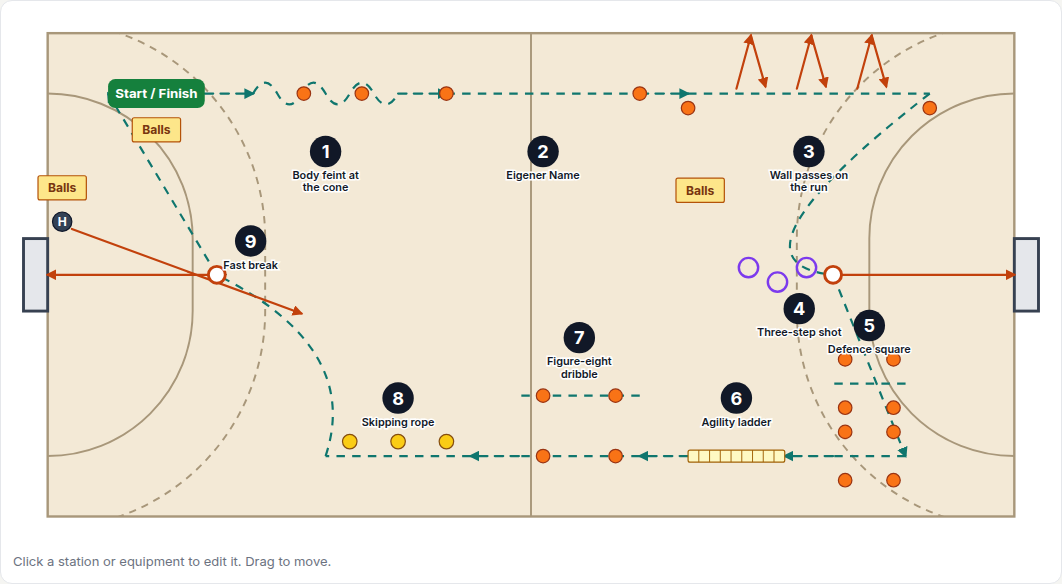 Start / Finish
Balls
Balls
H
1
Body feint at
the cone
2
Eigener Name
3
Wall passes on
the run
Balls
9
Fast break
4
Three-step shot
5
Defence square
7
Figure-eight
dribble
8
Skipping rope
6
Agility ladder
Click a station or equipment to edit it. Drag to move.